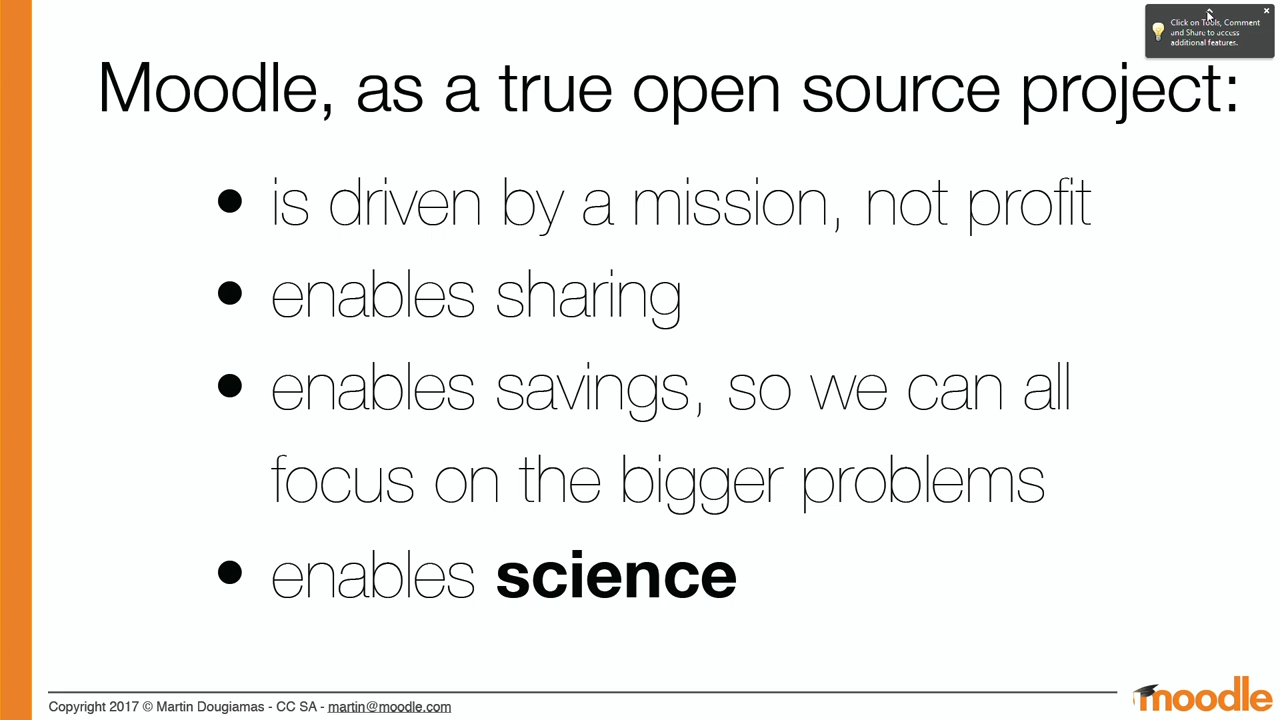 Click on Tools, Comment
and Share to access
additional features.
Moodle, as a true open source project:
• is driven by a mission, not profit
• enables sharing
• enables savings, so we can all
focus on the bigger problems
• enables science
Copyright 2017 © Martin Dougiamas - CC SA - martin@moodle.com
moodle